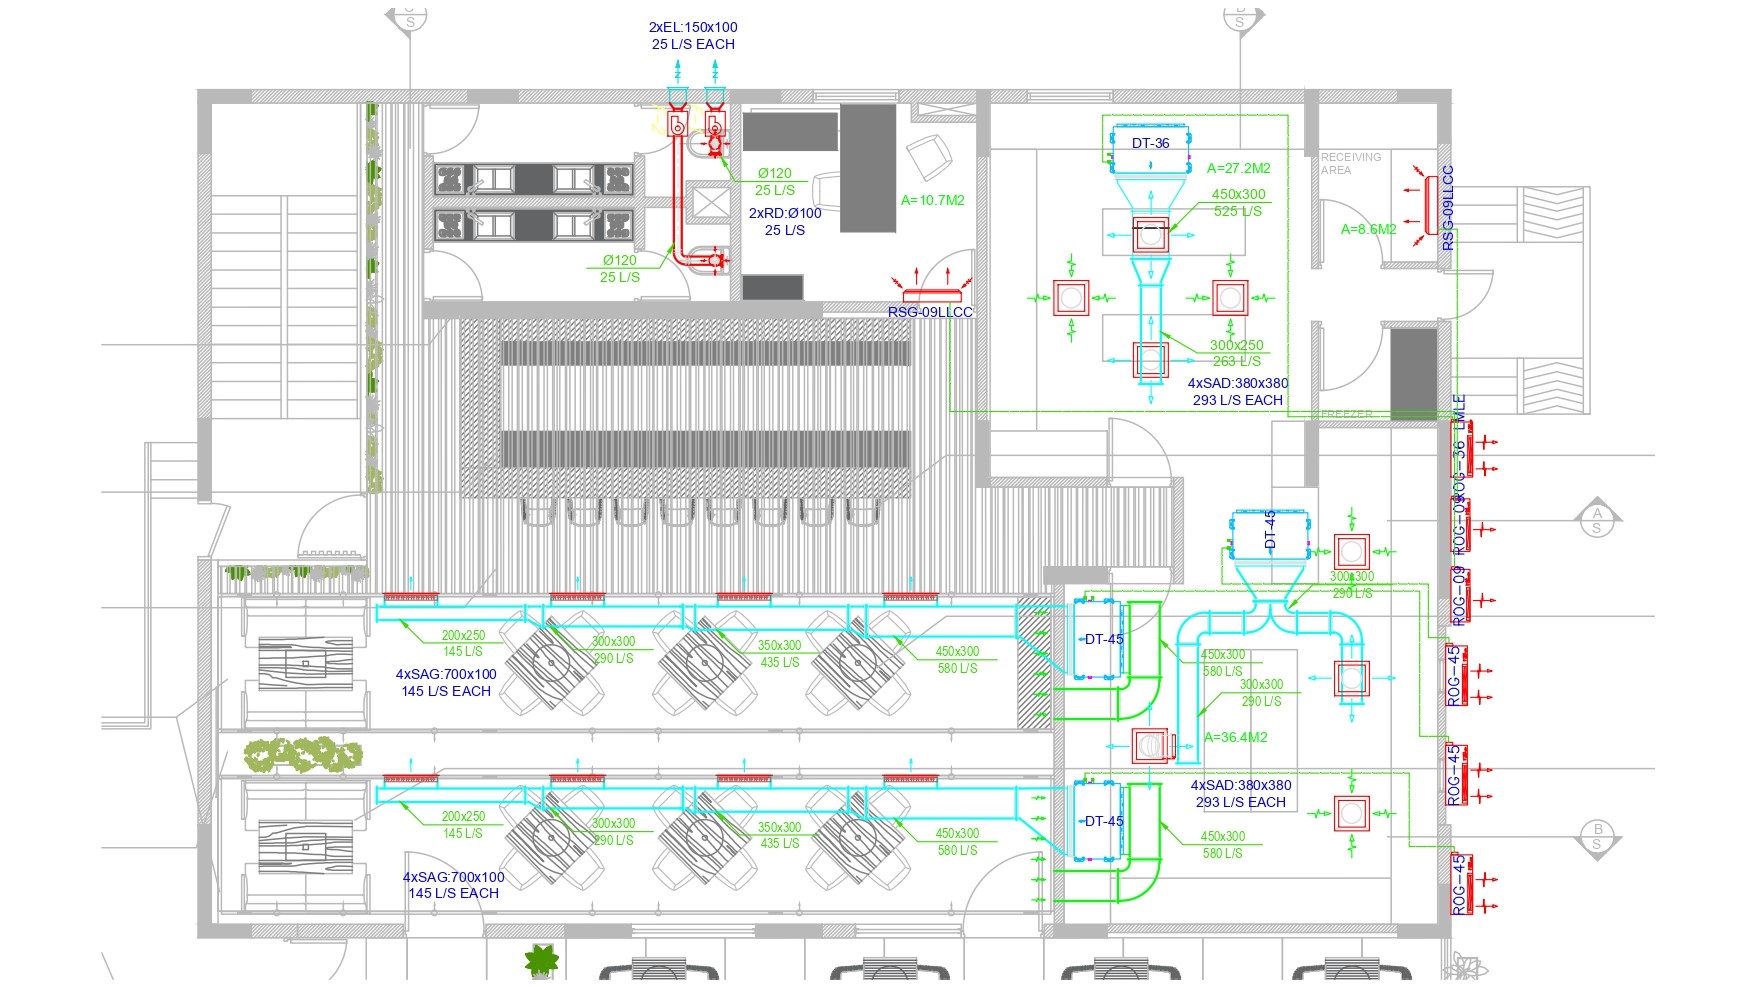 S
S
2xEL:150x100
25 L/S EACH
DT-36
A=27.2M2
450x300
525 L/S
RECEIVING
AREA
A=8.6M2
RSG-09LLCC
Ø120
25 L/S
2xRD:Ø100
25 L/S
A=10.7M2
Ø120
25 L/S
RSG-09LLCC
300x250
263 L/S
4xSAD:380x380
293 L/S EACH
FREEZER
ROG-36 LMLE
ROG-09
ROG-09
A
S
DT-45
300x300
290 L/S
200x250
145 L/S
300x300
290 L/S
350x300
435 L/S
450x300
580 L/S
DT-45
450x300
580 L/S
300x300
290 L/S
ROG-45
4xSAG:700x100
145 L/S EACH
A=36.4M2
ROG-45
4xSAD:380x380
293 L/S EACH
200x250
145 L/S
300x300
290 L/S
350x300
435 L/S
450x300
580 L/S
DT-45
450x300
580 L/S
B
S
ROG-45
4xSAG:700x100
145 L/S EACH